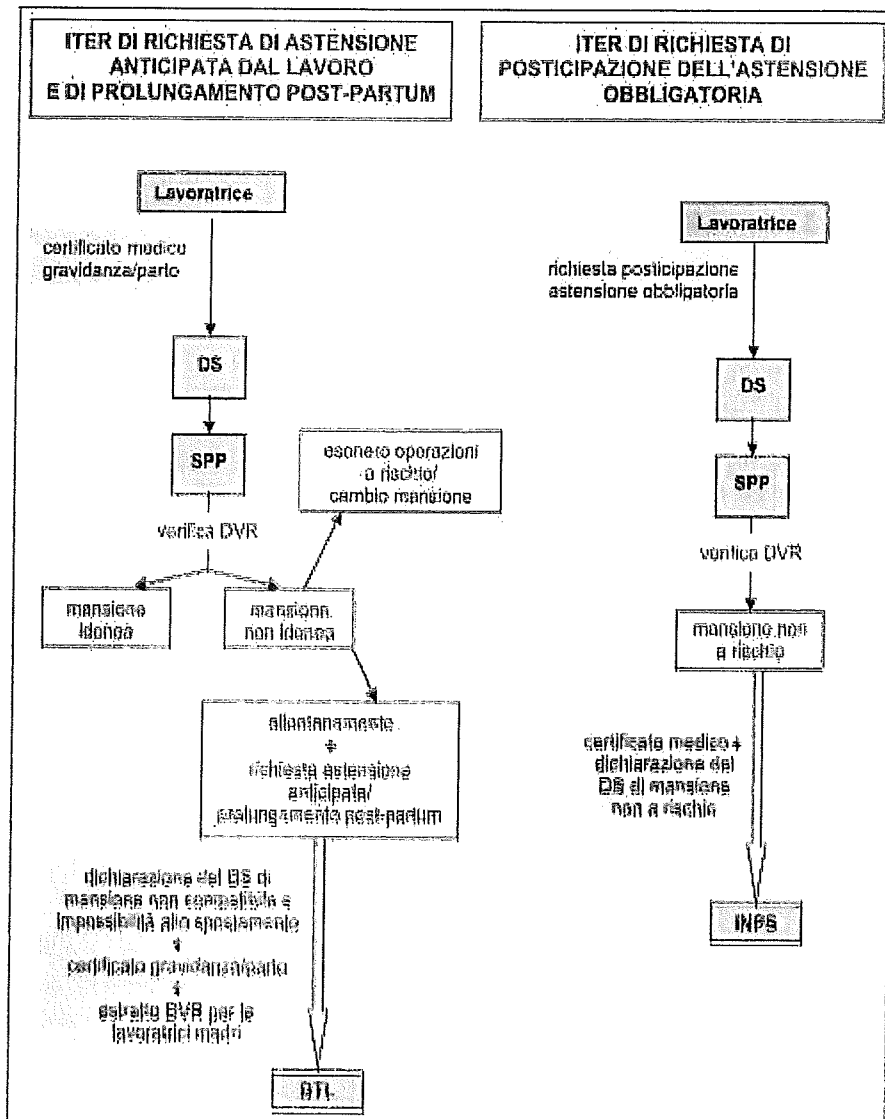 ITER DI RICHIESTA DI ASTENSIONE
ANTICIPATA DAL LAVORO
E DI PROLUNGAMENTO POST-PARTUM
Lavoratrice
certificato medico
gravidanza/parto
DS
SPP
verifica DVR
esonero operazioni
a rischio/
cambio mansione
mansione
idonea
mansione
non idonea
allontanamento
+
richiesta astensione
anticipata/
prolungamento post-partum
dichiarazione del DS di
mansione non compatibile e
impossibilità allo spostamento
+
certificato gravidanza/parto
+
estratto DVR per le
lavoratrici madri
DTL
ITER DI RICHIESTA DI
POSTICIPAZIONE DELL'ASTENSIONE
OBBLIGATORIA
Lavoratrice
richiesta posticipazione
astensione obbligatoria
DS
SPP
verifica DVR
mansione non
a rischio
certificato medico +
dichiarazione del
DS di mansione
non a rischio
INPS